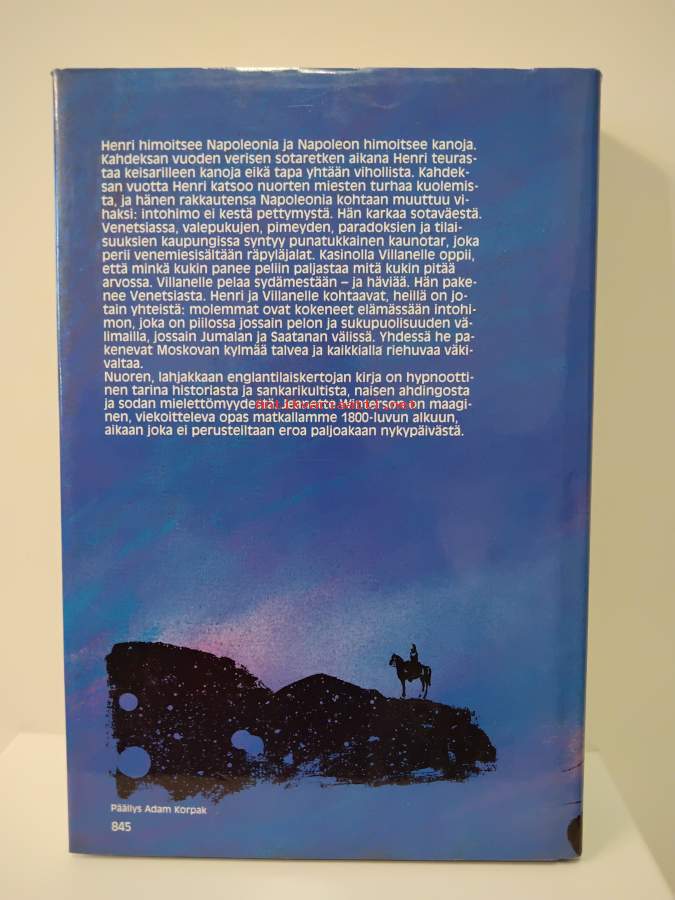 Henri himoitsee Napoleonia ja Napoleon himoitsee kanoja.
Kahdeksan vuoden verisen sotaretken aikana Henri teuras-
taa keisarilleen kanoja eikä tapa yhtään vihollista. Kahdek-
san vuotta Henri katsoo nuorten miesten turhaa kuolemis-
ta, ja hänen rakkautensa Napoleonia kohtaan muuttuu vi-
haksi: intohimo ei kestä pettymystä. Hän karkaa sotaväestä.
Venetsiassa, valepukujen, pimeyden, paradoksien ja tilai-
suuksien kaupungissa syntyy punatukkainen kaunotar, joka
perii venemiesisältään räpyläjalat. Kasinolla Villanelle oppii,
että minkä kukin panee peliin paljastaa mitä kukin pitää
arvossa. Villanelle pelaa sydämestään – ja häviää. Hän pake-
nee Venetsiasta. Henri ja Villanelle kohtaavat, heillä on jo-
tain yhteistä: molemmat ovat kokeneet elämässään intohi-
mon, joka on piilossa jossain pelon ja sukupuolisuuden vä-
limailla, jossain Jumalan ja Saatanan välissä. Yhdessä he pa-
kenevat Moskovan kylmää talvea ja kaikkialla riehuvaa väki-
valtaa.
Nuoren, lahjakkaan englantilaiskertojan kirja on hypnootti-
nen tarina historiasta ja sankarikultista, naisen ahdingosta
ja sodan mielettömyydestä. Jeanette Winterson on maagi-
nen, viekoitteleva opas matkallamme 1800-luvun alkuun,
aikaan joka ei perusteiltaan eroa paljoakaan nykypäivästä.
Päällys Adam Korpak
845